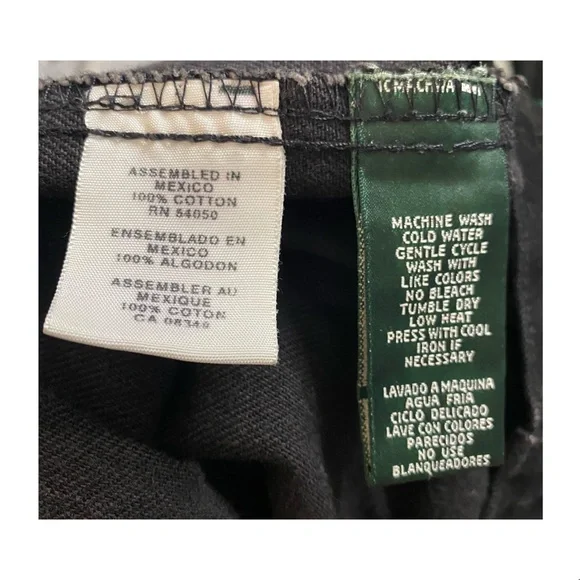 ASSEMBLED IN
MEXICO
100% COTTON
RN 54050
ENSEMBLADO EN
MEXICO
100% ALGODON
ASSEMBLER AU
MEXIQUE
100% COTON
CA 08349
MACHINE WASH
COLD WATER
GENTLE CYCLE
WASH WITH
LIKE COLORS
NO BLEACH
TUMBLE DRY
LOW HEAT
PRESS WITH COOL
IRON IF
NECESSARY
LAVADO A MAQUINA
AGUA FRIA
CICLO DELICADO
LAVE CON COLORES
PARECIDOS
NO USE
BLANQUEADORES